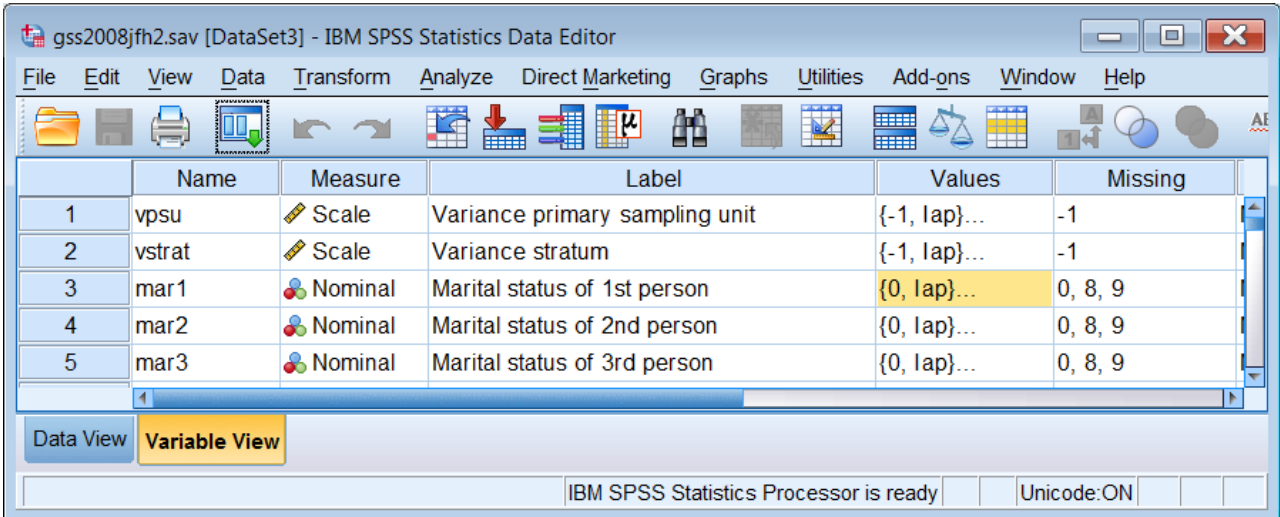 gss2008jfh2.sav [DataSet3] - IBM SPSS Statistics Data Editor
File Edit View Data Transform Analyze Direct Marketing Graphs Utilities Add-ons Window Help
μ A 1 AE
Name Measure Label Values Missing
1 vpsu Scale Variance primary sampling unit {-1, Iap}... -1
2 vstrat Scale Variance stratum {-1, Iap}... -1
3 mar1 Nominal Marital status of 1st person {0, Iap}... 0, 8, 9
4 mar2 Nominal Marital status of 2nd person {0, Iap}... 0, 8, 9
5 mar3 Nominal Marital status of 3rd person {0, Iap}... 0, 8, 9
Data View Variable View
IBM SPSS Statistics Processor is ready Unicode:ON